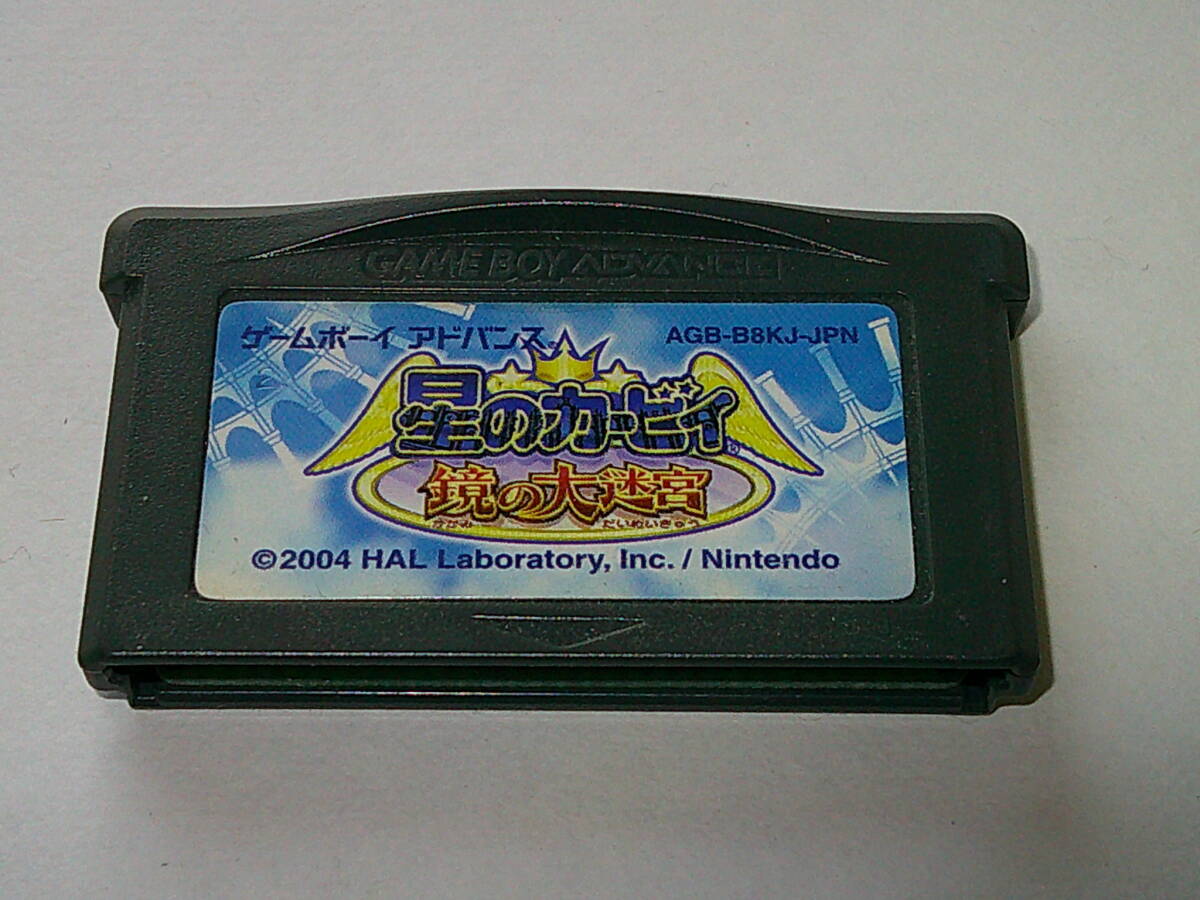 GAME BOY ADVANCE
ゲームボーイ アドバンス® AGB-B8KJ-JPN
星のカービィ®
鏡の大迷宮
かがみ だいめいきゅう
©2004 HAL Laboratory, Inc. / Nintendo